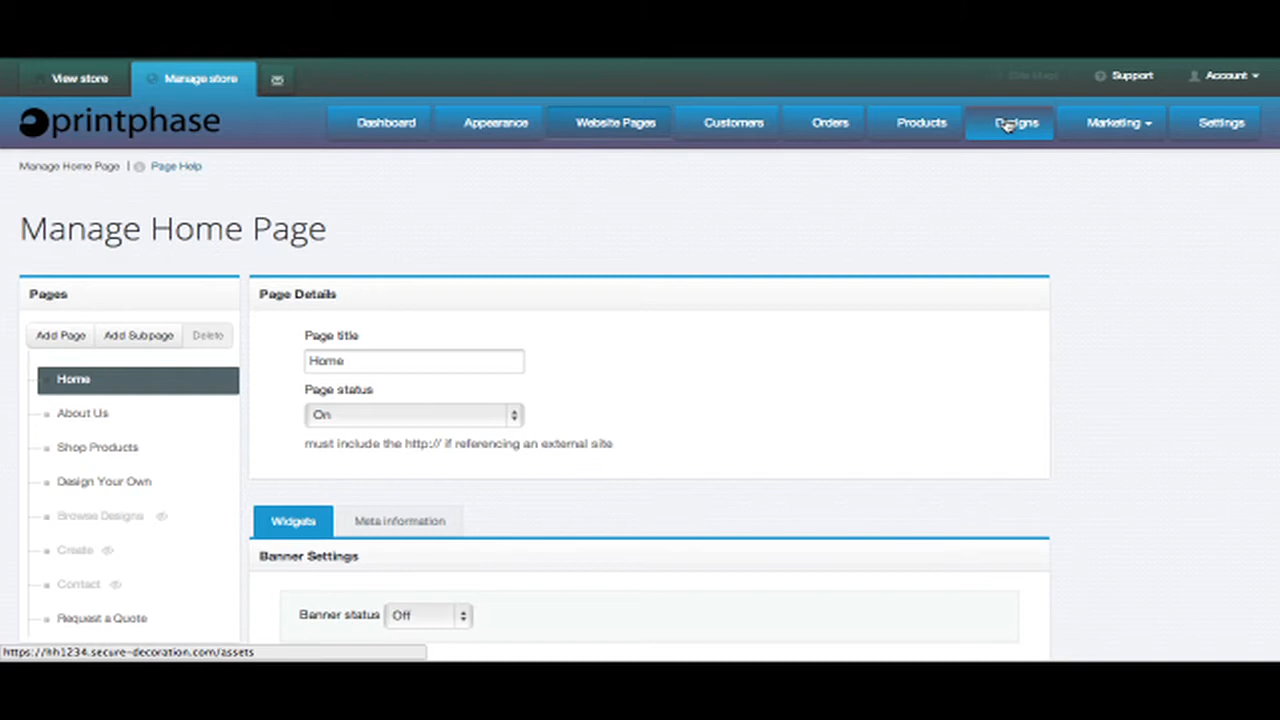 View store Manage store Support Account
printphase Dashboard Appearance Website Pages Customers Orders Products Designs Marketing Settings
Manage Home Page | Page Help
Manage Home Page
Pages
Add Page Add Subpage Delete
Home
About Us
Shop Products
Design Your Own
Browse Designs
Create
Contact
Request a Quote
Page Details
Page title
Home
Page status
On
must include the http:// if referencing an external site
Widgets Meta information
Banner Settings
Banner status Off
https://hh1234.secure-decoration.com/assets